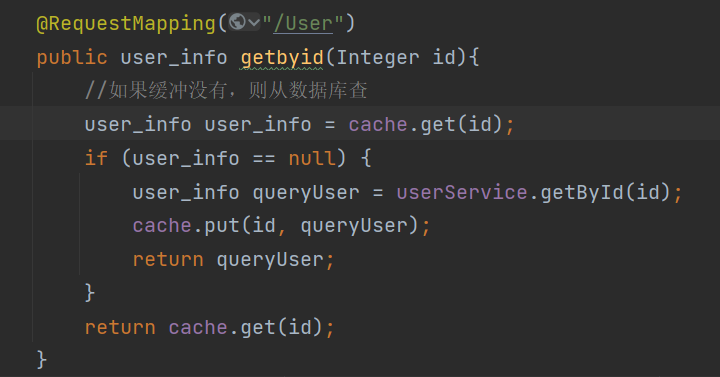 @RequestMapping("/User")
public user_info getbyid(Integer id){
//如果缓冲没有，则从数据库查
user_info user_info = cache.get(id);
if (user_info == null) {
user_info queryUser = userService.getById(id);
cache.put(id, queryUser);
return queryUser;
}
return cache.get(id);
}